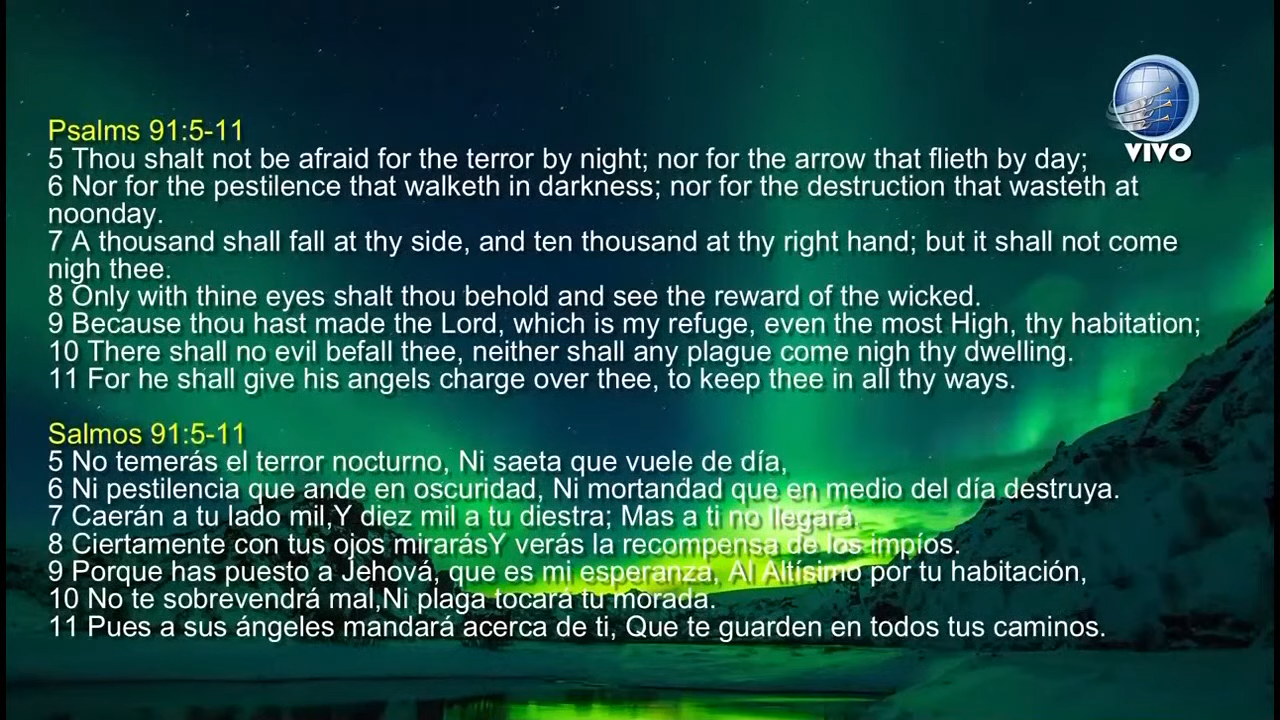 VIVO
Psalms 91:5-11
5 Thou shalt not be afraid for the terror by night; nor for the arrow that flieth by day;
6 Nor for the pestilence that walketh in darkness; nor for the destruction that wasteth at
noonday.
7 A thousand shall fall at thy side, and ten thousand at thy right hand; but it shall not come
nigh thee.
8 Only with thine eyes shalt thou behold and see the reward of the wicked.
9 Because thou hast made the Lord, which is my refuge, even the most High, thy habitation;
10 There shall no evil befall thee, neither shall any plague come nigh thy dwelling.
11 For he shall give his angels charge over thee, to keep thee in all thy ways.
Salmos 91:5-11
5 No temerás el terror nocturno, Ni saeta que vuele de día,
6 Ni pestilencia que ande en oscuridad, Ni mortandad que en medio del día destruya.
7 Caerán a tu lado mil,Y diez mil a tu diestra; Mas a ti no llegará.
8 Ciertamente con tus ojos mirarásY verás la recompensa de los impíos.
9 Porque has puesto a Jehová, que es mi esperanza, Al Altísimo por tu habitación,
10 No te sobrevendrá mal,Ni plaga tocará tu morada.
11 Pues a sus ángeles mandará acerca de ti, Que te guarden en todos tus caminos.